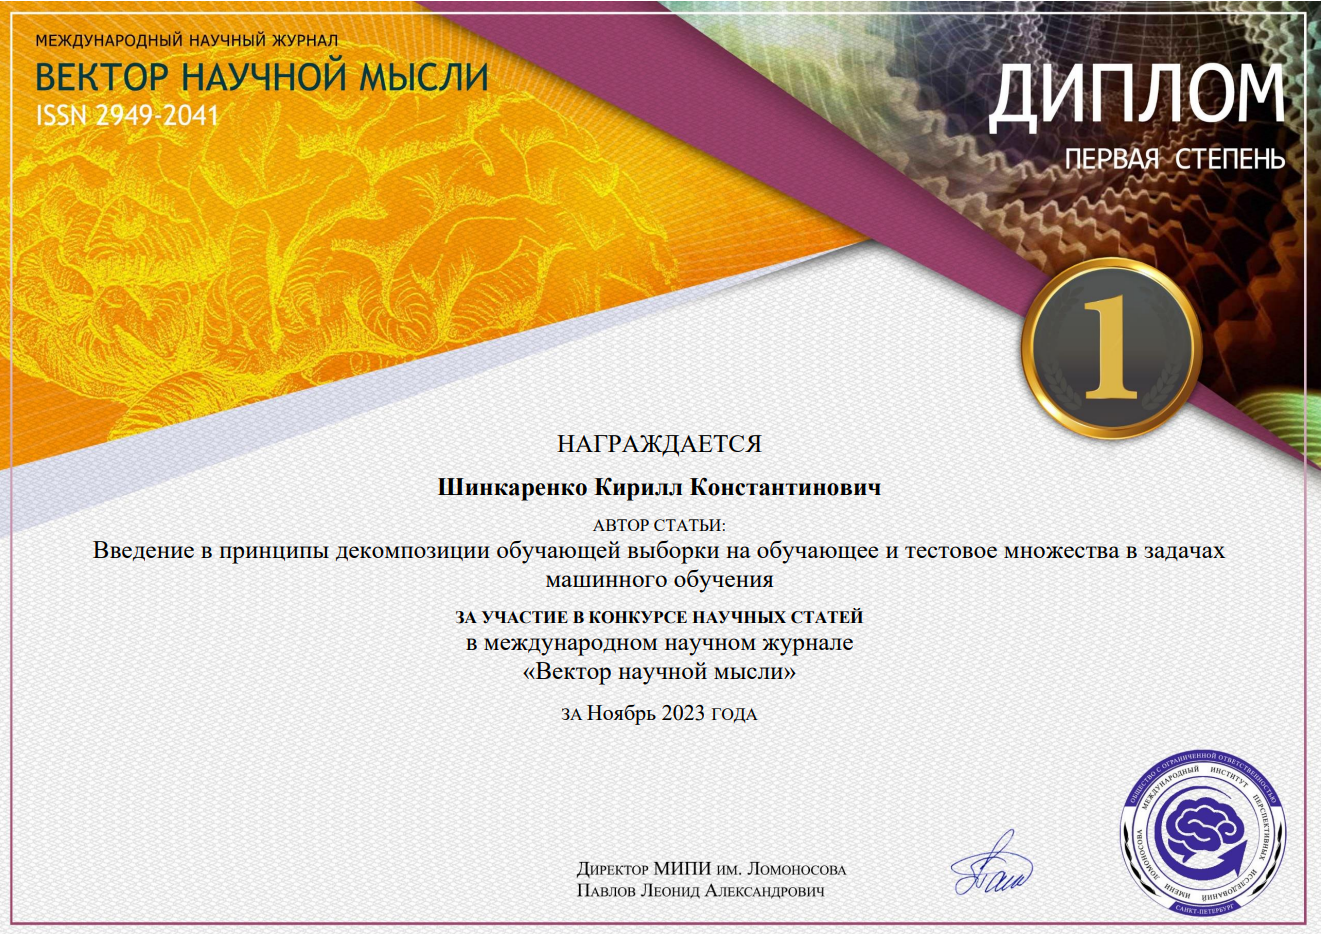 МЕЖДУНАРОДНЫЙ НАУЧНЫЙ ЖУРНАЛ
ВЕКТОР НАУЧНОЙ МЫСЛИ
ISSN 2949-2041
ДИПЛОМ
ПЕРВАЯ СТЕПЕНЬ
1
НАГРАЖДАЕТСЯ
Шинкаренко Кирилл Константинович
АВТОР СТАТЬИ:
Введение в принципы декомпозиции обучающей выборки на обучающее и тестовое множества в задачах
машинного обучения
ЗА УЧАСТИЕ В КОНКУРСЕ НАУЧНЫХ СТАТЕЙ
в международном научном журнале
«Вектор научной мысли»
ЗА Ноябрь 2023 ГОДА
Директор МИПИ им. Ломоносова
Павлов Леонид Александрович
ОБЩЕСТВО С ОГРАНИЧЕННОЙ ОТВЕТСТВЕННОСТЬЮ
МЕЖДУНАРОДНЫЙ ИНСТИТУТ ПЕРСПЕКТИВНЫХ ИССЛЕДОВАНИЙ ИМЕНИ ЛОМОНОСОВА
САНКТ-ПЕТЕРБУРГ